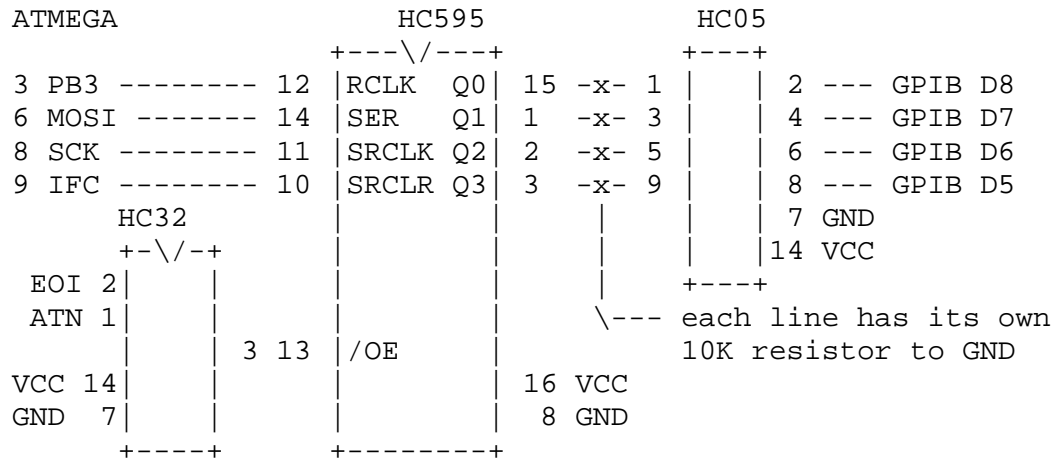 ATMEGA                  HC595              HC05
                     +---\/---+          +----+
3 PB3 -------- 12 |RCLK  Q0| 15 -x- 1 |    | 2 --- GPIB D8
6 MOSI ------- 14 |SER   Q1| 1  -x- 3 |    | 4 --- GPIB D7
8 SCK -------- 11 |SRCLK Q2| 2  -x- 5 |    | 6 --- GPIB D6
9 IFC -------- 10 |SRCLR Q3| 3  -x- 9 |    | 8 --- GPIB D5
      HC32        |        |     |    |    | 7 GND
      +-\/-+      |        |     |    |    |14 VCC
 EOI 2|    |      |        |     |    +----+
 ATN 1|    |      |        |     \--- each line has its own
      |    | 3 13 |/OE     |          10K resistor to GND
VCC 14|    |      |        | 16 VCC
GND  7|    |      |        |  8 GND
      +----+      +--------+